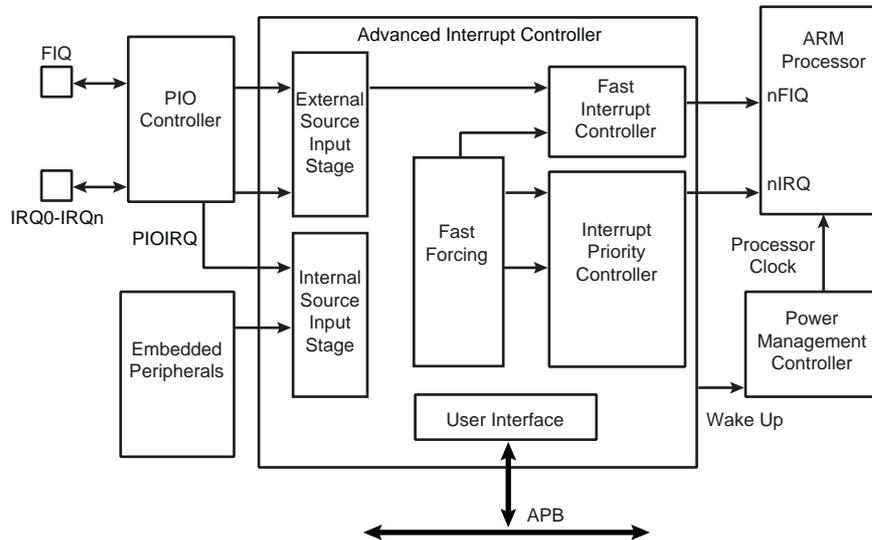 Advanced Interrupt Controller
FIQ
PIO
Controller
External
Source
Input
Stage
Fast
Interrupt
Controller
ARM
Processor
nFIQ
nIRQ
IRQ0-IRQn
PIOIRQ
Fast
Forcing
Interrupt
Priority
Controller
Internal
Source
Input
Stage
Processor
Clock
Embedded
Peripherals
Power
Management
Controller
User Interface
Wake Up
APB